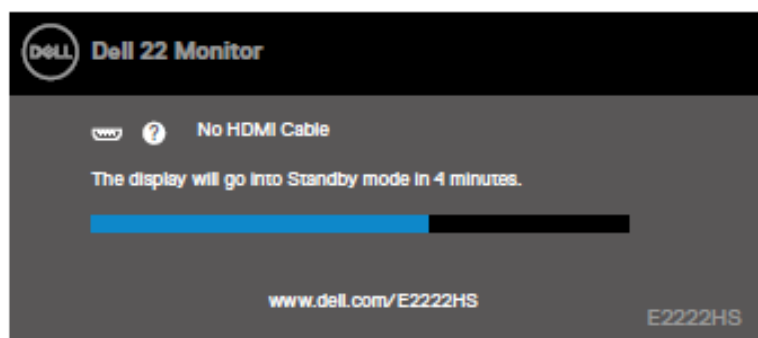 DELL Dell 22 Monitor
? No HDMI Cable
The display will go into Standby mode in 4 minutes.
www.dell.com/E2222HS
E2222HS